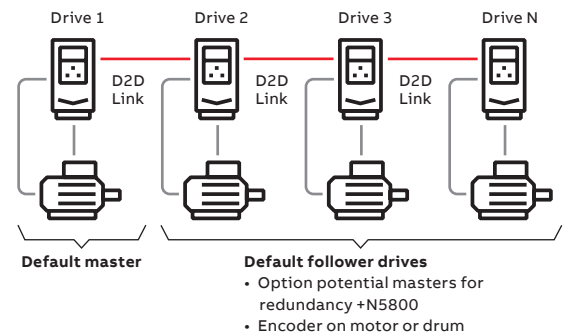 Drive 1 Drive 2 Drive 3 Drive N
D2D D2D D2D
Link Link Link
Default master Default follower drives
• Option potential masters for
redundancy +N5800
• Encoder on motor or drum